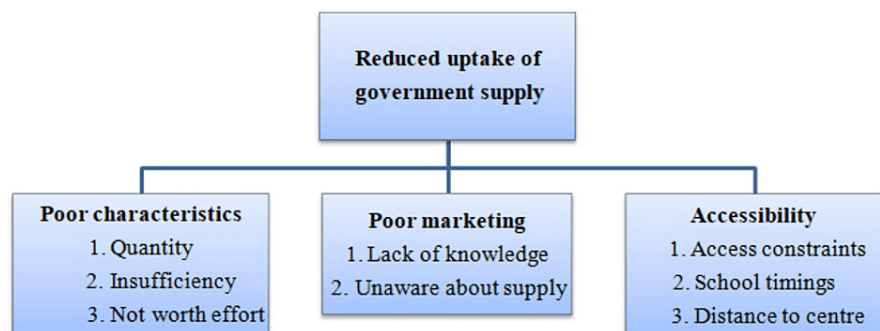 Reduced uptake of
government supply
Poor characteristics
1. Quantity
2. Insufficiency
3. Not worth effort
Poor marketing
1. Lack of knowledge
2. Unaware about supply
Accessibility
1. Access constraints
2. School timings
3. Distance to centre